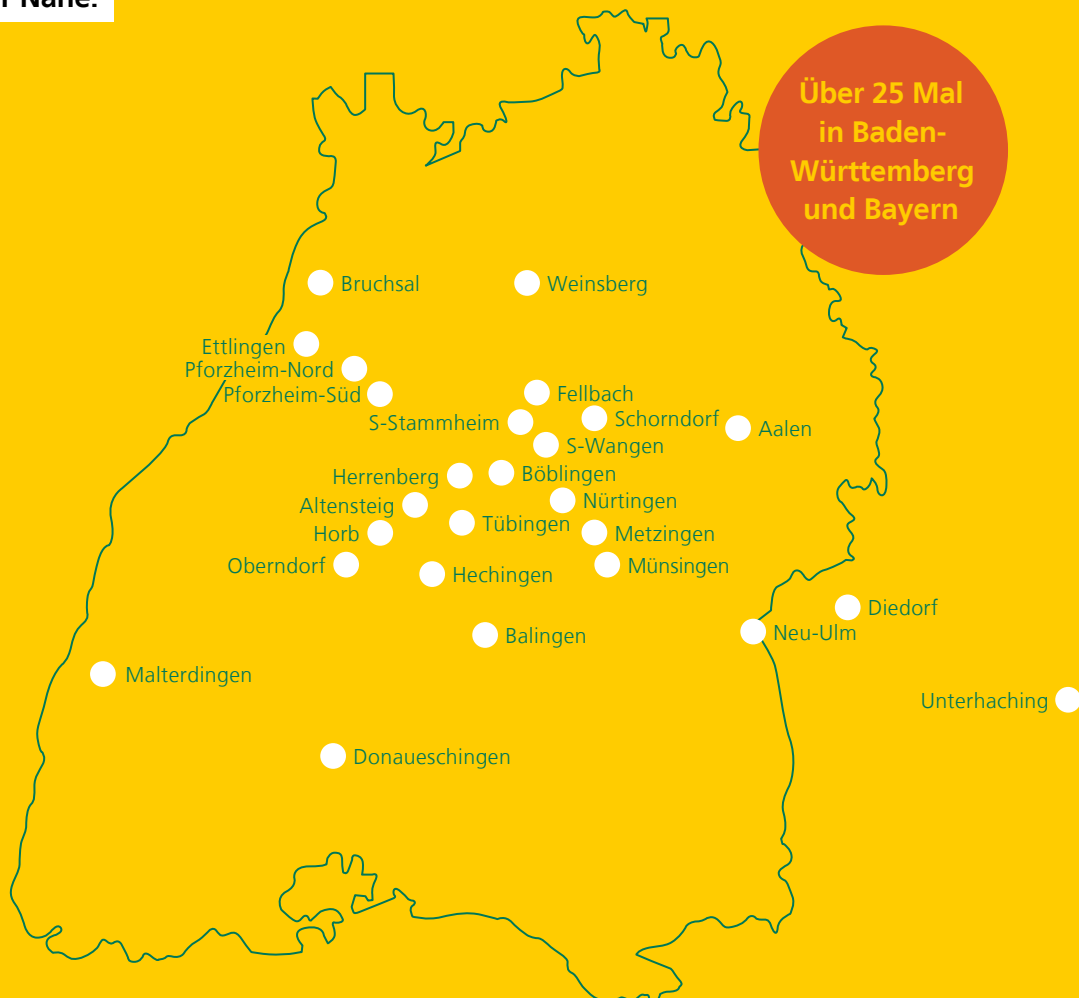 Nähe.
Über 25 Mal
in Baden-
Württemberg
und Bayern
Bruchsal
Weinsberg
Ettlingen
Pforzheim-Nord
Pforzheim-Süd
Fellbach
S-Stammheim
Schorndorf
Aalen
S-Wangen
Herrenberg
Böblingen
Altensteig
Nürtingen
Tübingen
Horb
Metzingen
Oberndorf
Münsingen
Hechingen
Diedorf
Neu-Ulm
Balingen
Malterdingen
Unterhaching
Donaueschingen